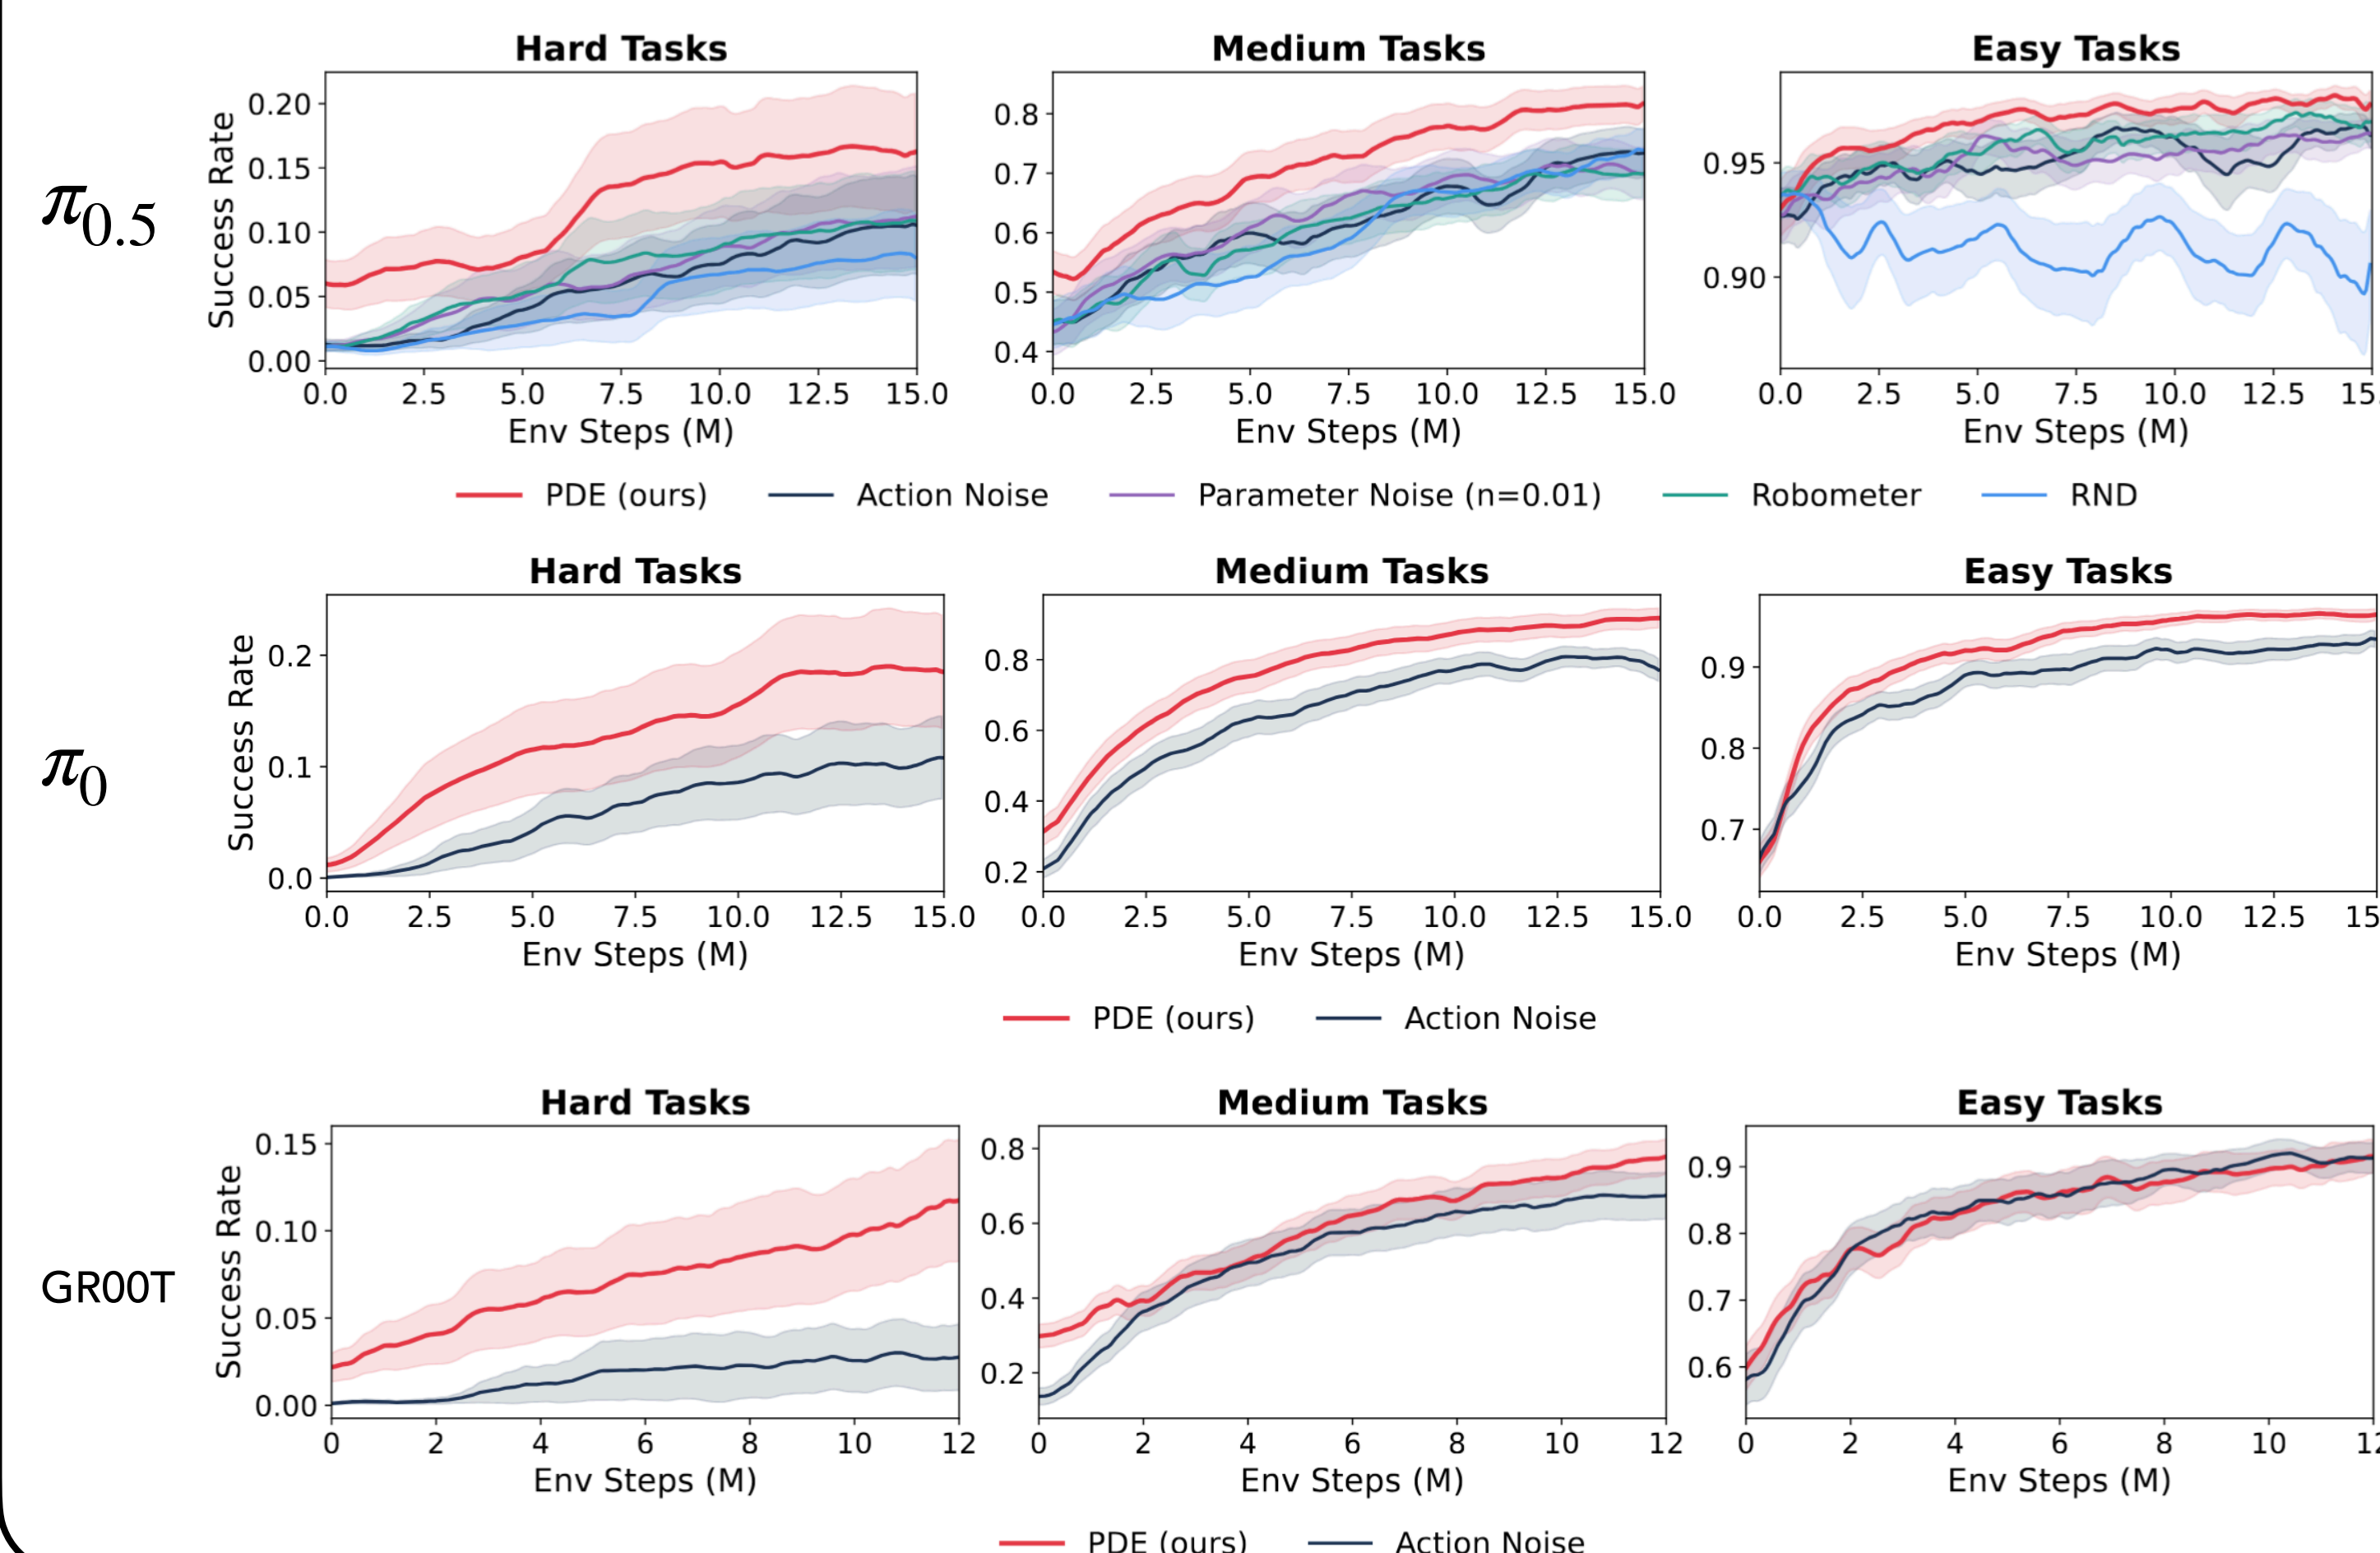 Hard Tasks Medium Tasks Easy Tasks
π0.5
Success Rate
0.20
0.15
0.10
0.05
0.00
0.8
0.7
0.6
0.5
0.4
0.95
0.90
0.0 2.5 5.0 7.5 10.0 12.5 15.0 0.0 2.5 5.0 7.5 10.0 12.5 15.0 0.0 2.5 5.0 7.5 10.0 12.5 15.
Env Steps (M) Env Steps (M) Env Steps (M)
PDE (ours) Action Noise Parameter Noise (n=0.01) Robometer RND
Hard Tasks Medium Tasks Easy Tasks
π0
Success Rate
0.2
0.1
0.0
0.8
0.6
0.4
0.2
0.9
0.8
0.7
0.0 2.5 5.0 7.5 10.0 12.5 15.0 0.0 2.5 5.0 7.5 10.0 12.5 15.0 0.0 2.5 5.0 7.5 10.0 12.5 15
Env Steps (M) Env Steps (M) Env Steps (M)
PDE (ours) Action Noise
Hard Tasks Medium Tasks Easy Tasks
GR00T
Success Rate
0.15
0.10
0.05
0.00
0.8
0.6
0.4
0.2
0.9
0.8
0.7
0.6
0 2 4 6 8 10 12 0 2 4 6 8 10 12 0 2 4 6 8 10 12
Env Steps (M) Env Steps (M) Env Steps (M)
PDE (ours) Action Noise